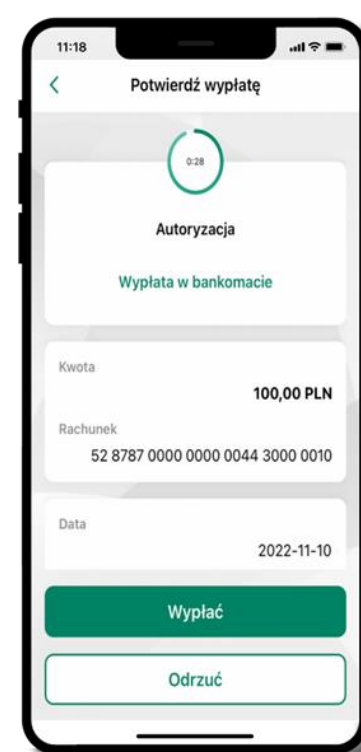 11:18
Potwierdź wypłatę
0:28
Autoryzacja
Wypłata w bankomacie
Kwota
100,00 PLN
Rachunek
52 8787 0000 0000 0044 3000 0010
Data
2022-11-10
Wypłać
Odrzuć